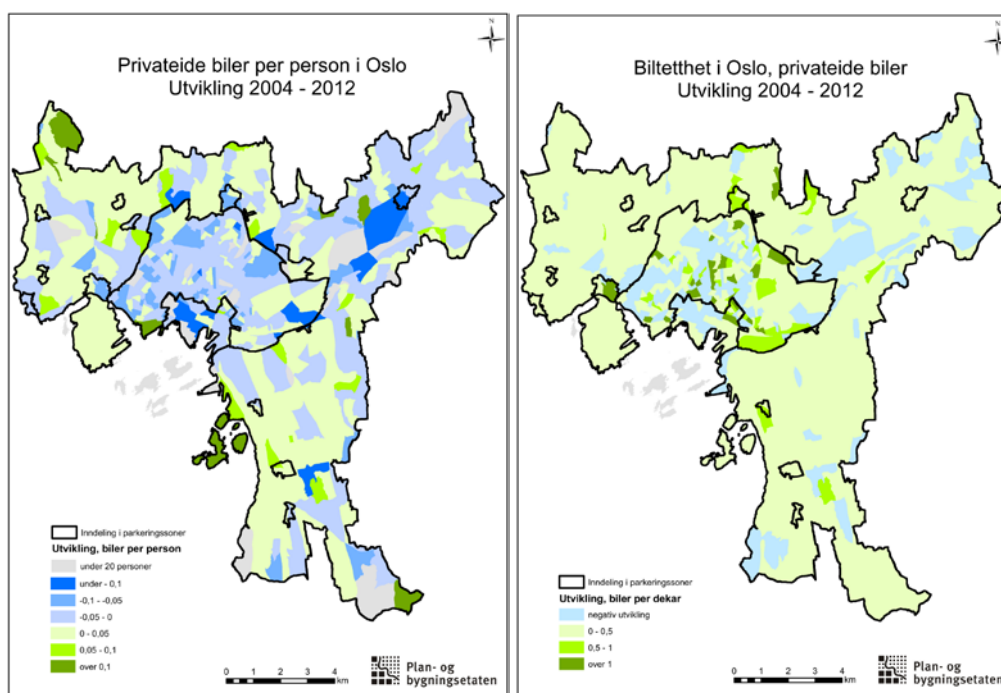 N
Privateide biler per person i Oslo
Utvikling 2004 - 2012
Inndeling i parkeringssoner
Utvikling, biler per person
under 20 personer
under - 0,1
-0,1 - -0,05
-0,05 - 0
0 - 0,05
0,05 - 0,1
over 0,1
0 1 2 3 4
km
Plan- og
bygningsetaten
N
Biltetthet i Oslo, privateide biler
Utvikling 2004 - 2012
Inndeling i parkeringssoner
Utvikling, biler per dekar
negativ utvikling
0 - 0,5
0,5 - 1
over 1
0 1 2 3 4
km
Plan- og
bygningsetaten